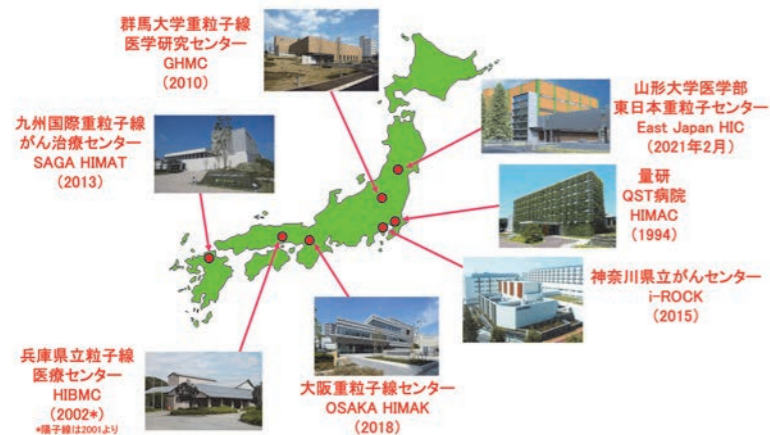 群馬大学重粒子線
医学研究センター
GHMC
(2010)
山形大学医学部
東日本重粒子センター
East Japan HIC
(2021年2月)
九州国際重粒子線
がん治療センター
SAGA HIMAT
(2013)
量研
QST病院
HIMAC
(1994)
神奈川県立がんセンター
i-ROCK
(2015)
兵庫県立粒子線
医療センター
HIBMC
(2002*)
*陽子線は2001より
大阪重粒子線センター
OSAKA HIMAK
(2018)